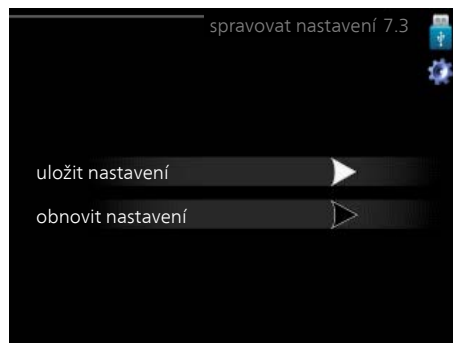 spravovat nastavení 7.3
uložit nastavení
obnovit nastavení